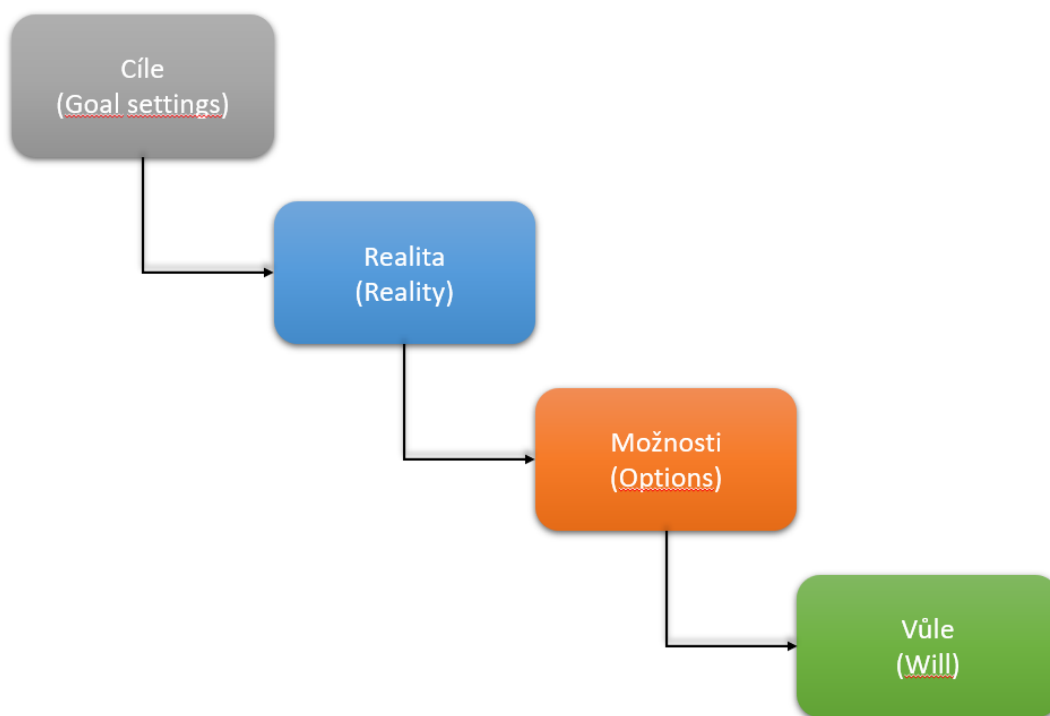 Cíle
(Goal settings)
Realita
(Reality)
Možnosti
(Options)
Vůle
(Will)